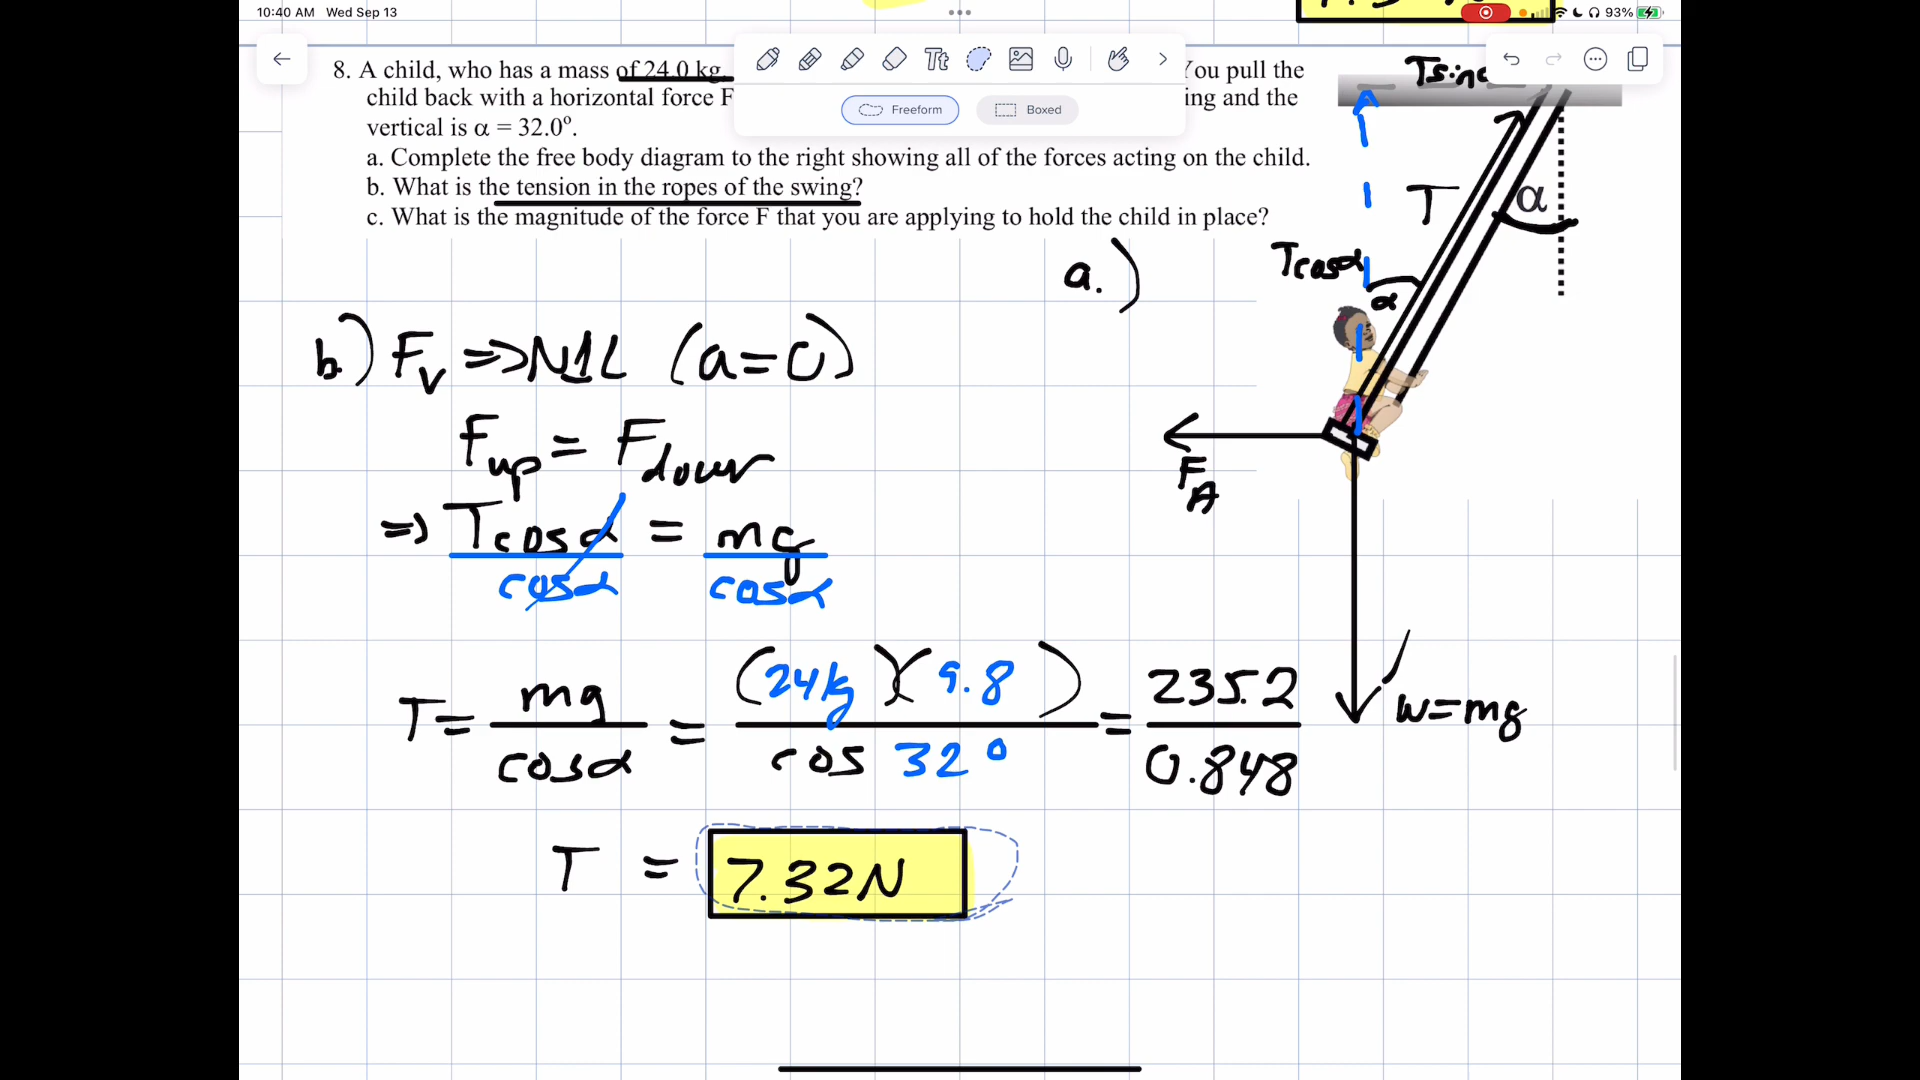 10:40 AM Wed Sep 13
93%
8. A child, who has a mass of 24.0 kg, You pull the
child back with a horizontal force F ing and the
vertical is α = 32.0º.
a. Complete the free body diagram to the right showing all of the forces acting on the child.
b. What is the tension in the ropes of the swing?
c. What is the magnitude of the force F that you are applying to hold the child in place?
Tt
Freeform
Boxed
Tsinα
T
α
Tcosα
α
a.)
b.) Fv => N1L (a=0)
Fup = Fdown
=> Tcosα = mg
cosα cosα
FA
T = mg = (24kg)(9.8) = 235.2
cosα cos 32° 0.848
w=mg
T = 7.32N